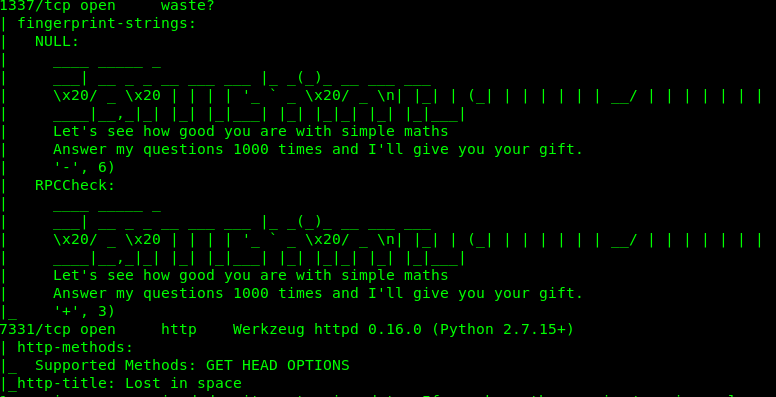 1337/tcp open     waste?
| fingerprint-strings:
|   NULL:
|     ____ _____ _
|     ___| __ _ _ __ ___ ___ |_ _(_)____ ___ ___
|     \x20/ _ \x20 | | | | '_ ` _ \x20/ _ \n| |_| | (_| | | | | | | __/ | | | | | | |
|     ____|__,_|_| |_| |_|___| |_| |_|_| |_| |_|___|
|     Let's see how good you are with simple maths
|     Answer my questions 1000 times and I'll give you your gift.
|     '-', 6)
|   RPCCheck:
|     ____ _____ _
|     ___| __ _ _ __ ___ ___ |_ _(_)____ ___ ___
|     \x20/ _ \x20 | | | | '_ ` _ \x20/ _ \n| |_| | (_| | | | | | | __/ | | | | | | |
|     ____|__,_|_| |_| |_|___| |_| |_|_| |_| |_|___|
|     Let's see how good you are with simple maths
|     Answer my questions 1000 times and I'll give you your gift.
|_    '+', 3)
7331/tcp open     http    Werkzeug httpd 0.16.0 (Python 2.7.15+)
| http-methods:
|_  Supported Methods: GET HEAD OPTIONS
|_http-title: Lost in space